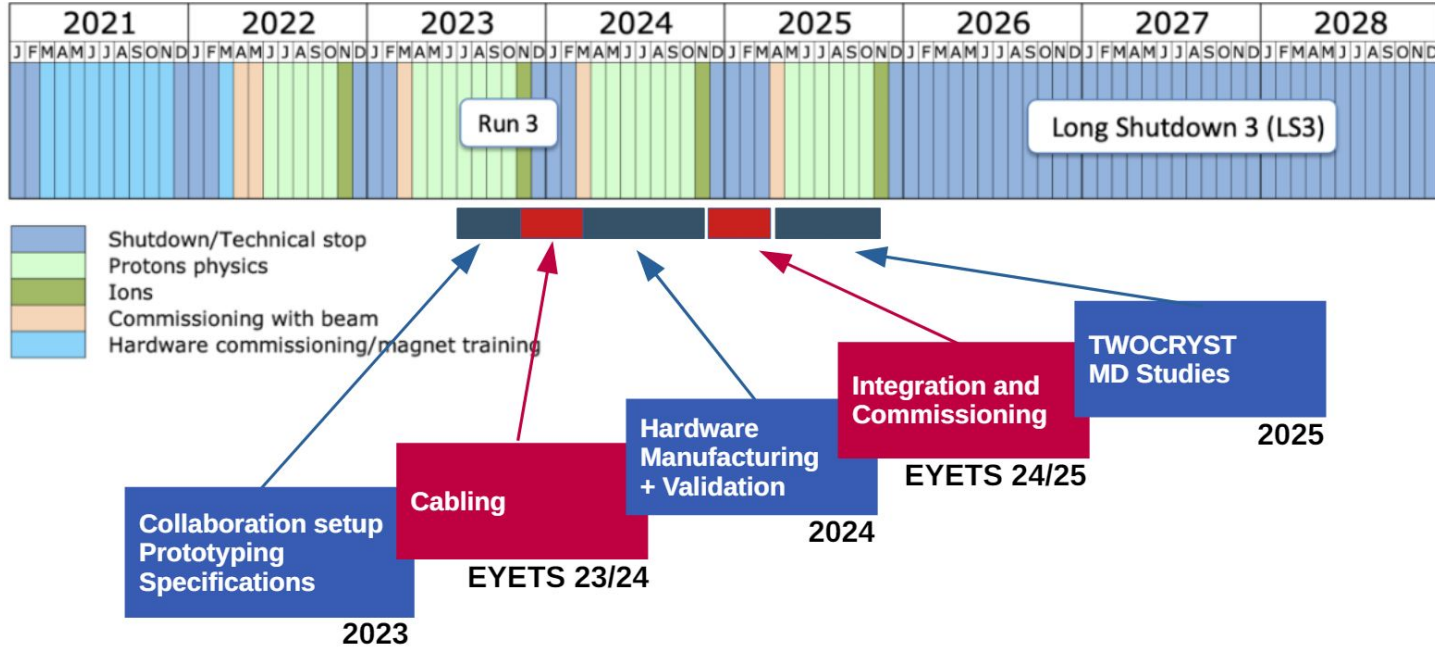 2021 2022 2023 2024 2025 2026 2027 2028
J F M A M J J A S O N D J F M A M J J A S O N D J F M A M J J A S O N D J F M A M J J A S O N D J F M A M J J A S O N D J F M A M J J A S O N D J F M A M J J A S O N D J F M A M J J A S O N D
Run 3
Long Shutdown 3 (LS3)
Shutdown/Technical stop
Protons physics
Ions
Commissioning with beam
Hardware commissioning/magnet training
Collaboration setup
Prototyping
Specifications
2023
Cabling
EYETS 23/24
Hardware
Manufacturing
+ Validation
2024
Integration and
Commissioning
EYETS 24/25
TWOCRYST
MD Studies
2025